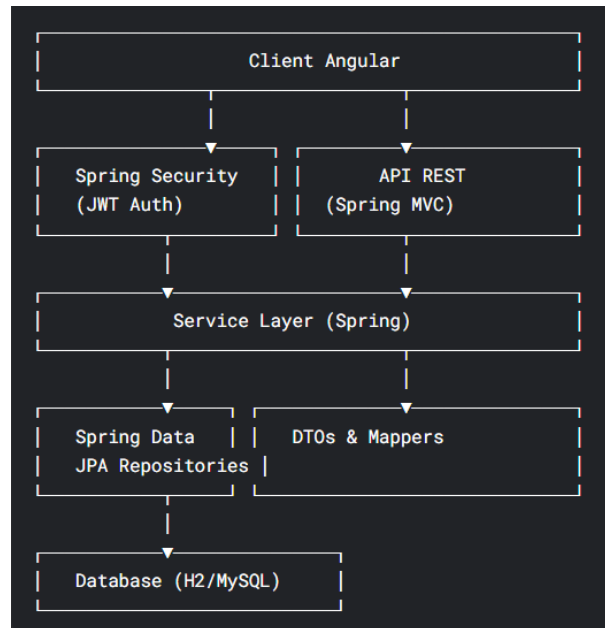 Client Angular
Spring Security
(JWT Auth)
API REST
(Spring MVC)
Service Layer (Spring)
Spring Data
JPA Repositories
DTOs & Mappers
Database (H2/MySQL)